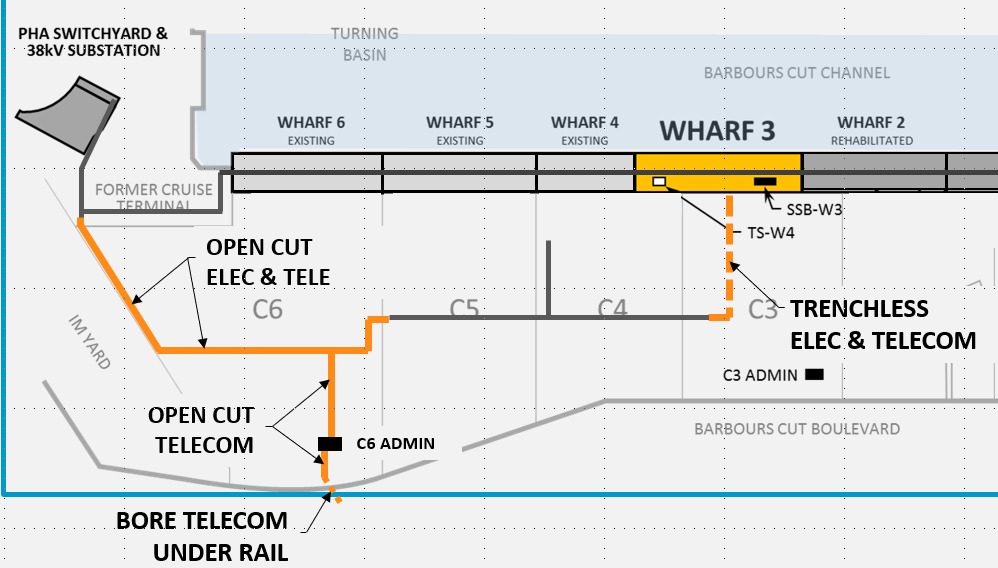 PHA SWITCHYARD &
38kV SUBSTATION
TURNING
BASIN
BARBOURS CUT CHANNEL
WHARF 6
EXISTING
WHARF 5
EXISTING
WHARF 4
EXISTING
WHARF 3
WHARF 2
REHABILITATED
FORMER CRUISE
TERMINAL
SSB-W3
TS-W4
OPEN CUT
ELEC & TELE
C6
C5
C4
C3
TRENCHLESS
ELEC & TELECOM
IM YARD
C3 ADMIN
OPEN CUT
TELECOM
C6 ADMIN
BARBOURS CUT BOULEVARD
BORE TELECOM
UNDER RAIL